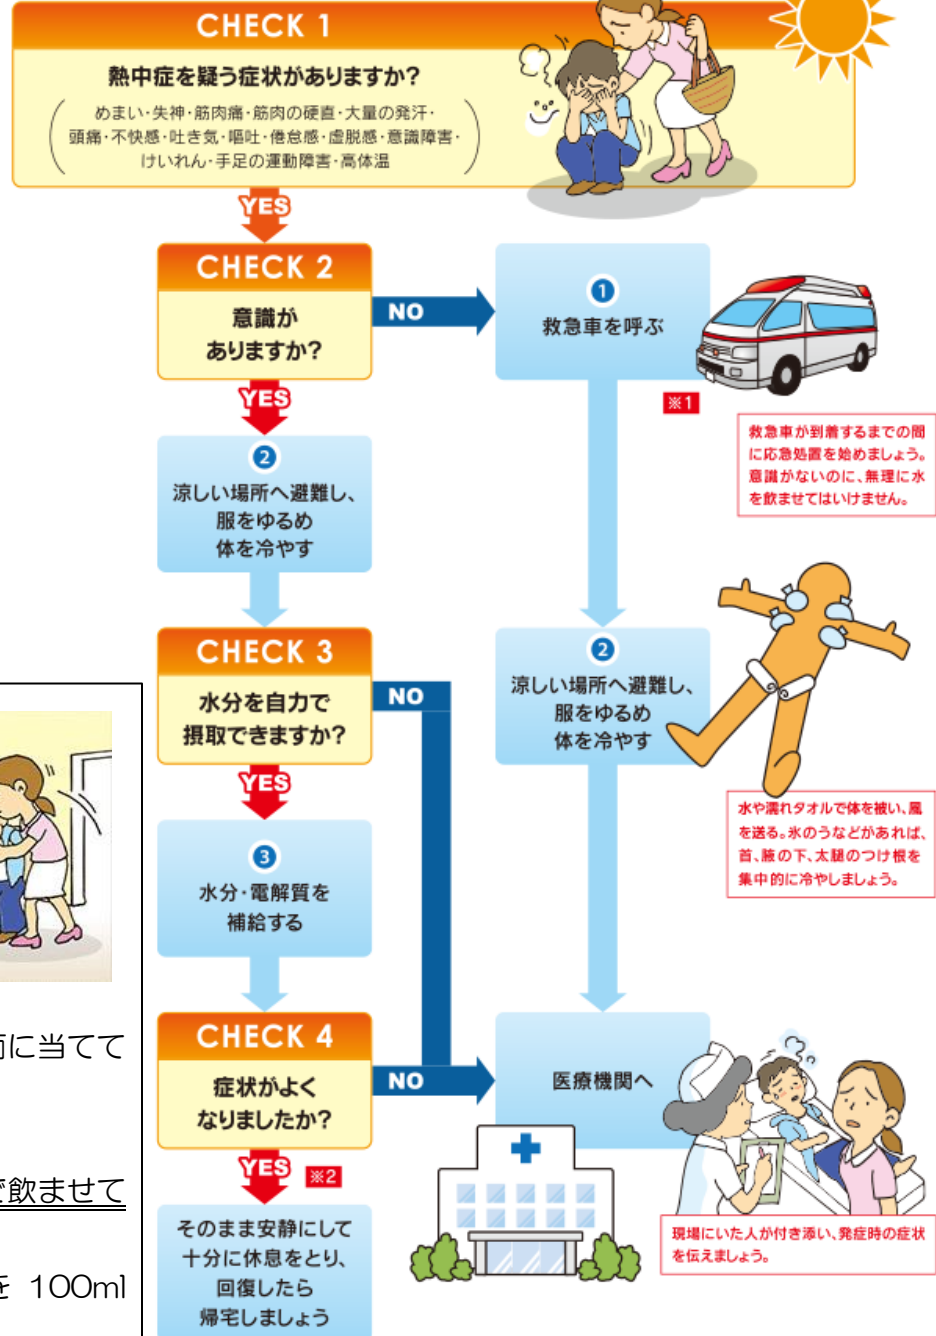 CHECK 1
熱中症を疑う症状がありますか?
めまい・失神・筋肉痛・筋肉の硬直・大量の発汗・
頭痛・不快感・吐き気・嘔吐・倦怠感・虚脱感・意識障害・
けいれん・手足の運動障害・高体温
YES
CHECK 2
意識が
ありますか?
NO
1
救急車を呼ぶ
※1
救急車が到着するまでの間
に応急処置を始めましょう。
意識がないのに、無理に水
を飲ませてはいけません。
YES
2
涼しい場所へ避難し、
服をゆるめ
体を冷やす
2
涼しい場所へ避難し、
服をゆるめ
体を冷やす
水や濡れタオルで体を被い、風
を送る。氷のうなどがあれば、
首、腋の下、太腿のつけ根を
集中的に冷やしましょう。
CHECK 3
水分を自力で
摂取できますか?
NO
YES
3
水分・電解質を
補給する
CHECK 4
症状がよく
なりましたか?
NO
医療機関へ
現場にいた人が付き添い、発症時の症状
を伝えましょう。
YES
※2
そのまま安静にして
十分に休息をとり、
回復したら
帰宅しましょう
に当てて
で飲ませて
を 100ml